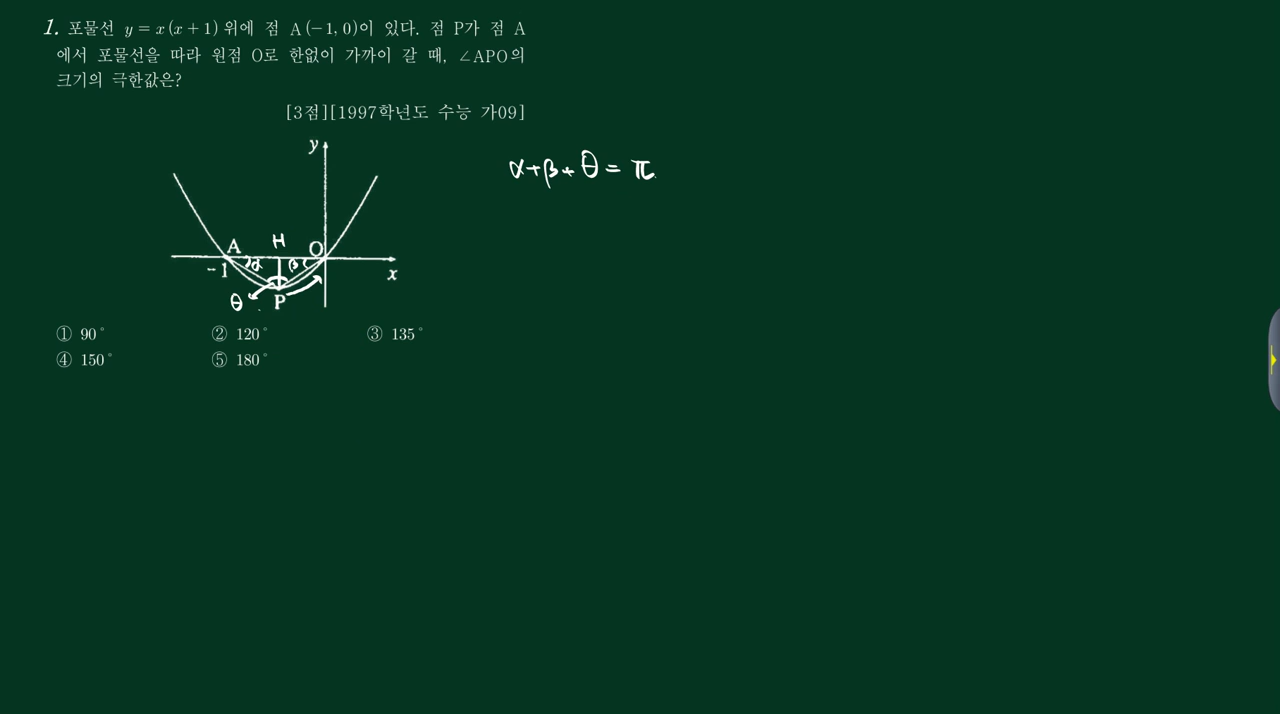 1. 포물선 y = x(x+1) 위에 점 A(−1, 0)이 있다. 점 P가 점 A
에서 포물선을 따라 원점 O로 한없이 가까이 갈 때, ∠APO의
크기의 극한값은?
[3점][1997학년도 수능 가09]
α+β+θ = π
y
A H O
−1 α β x
θ P
① 90° ② 120° ③ 135°
④ 150° ⑤ 180°